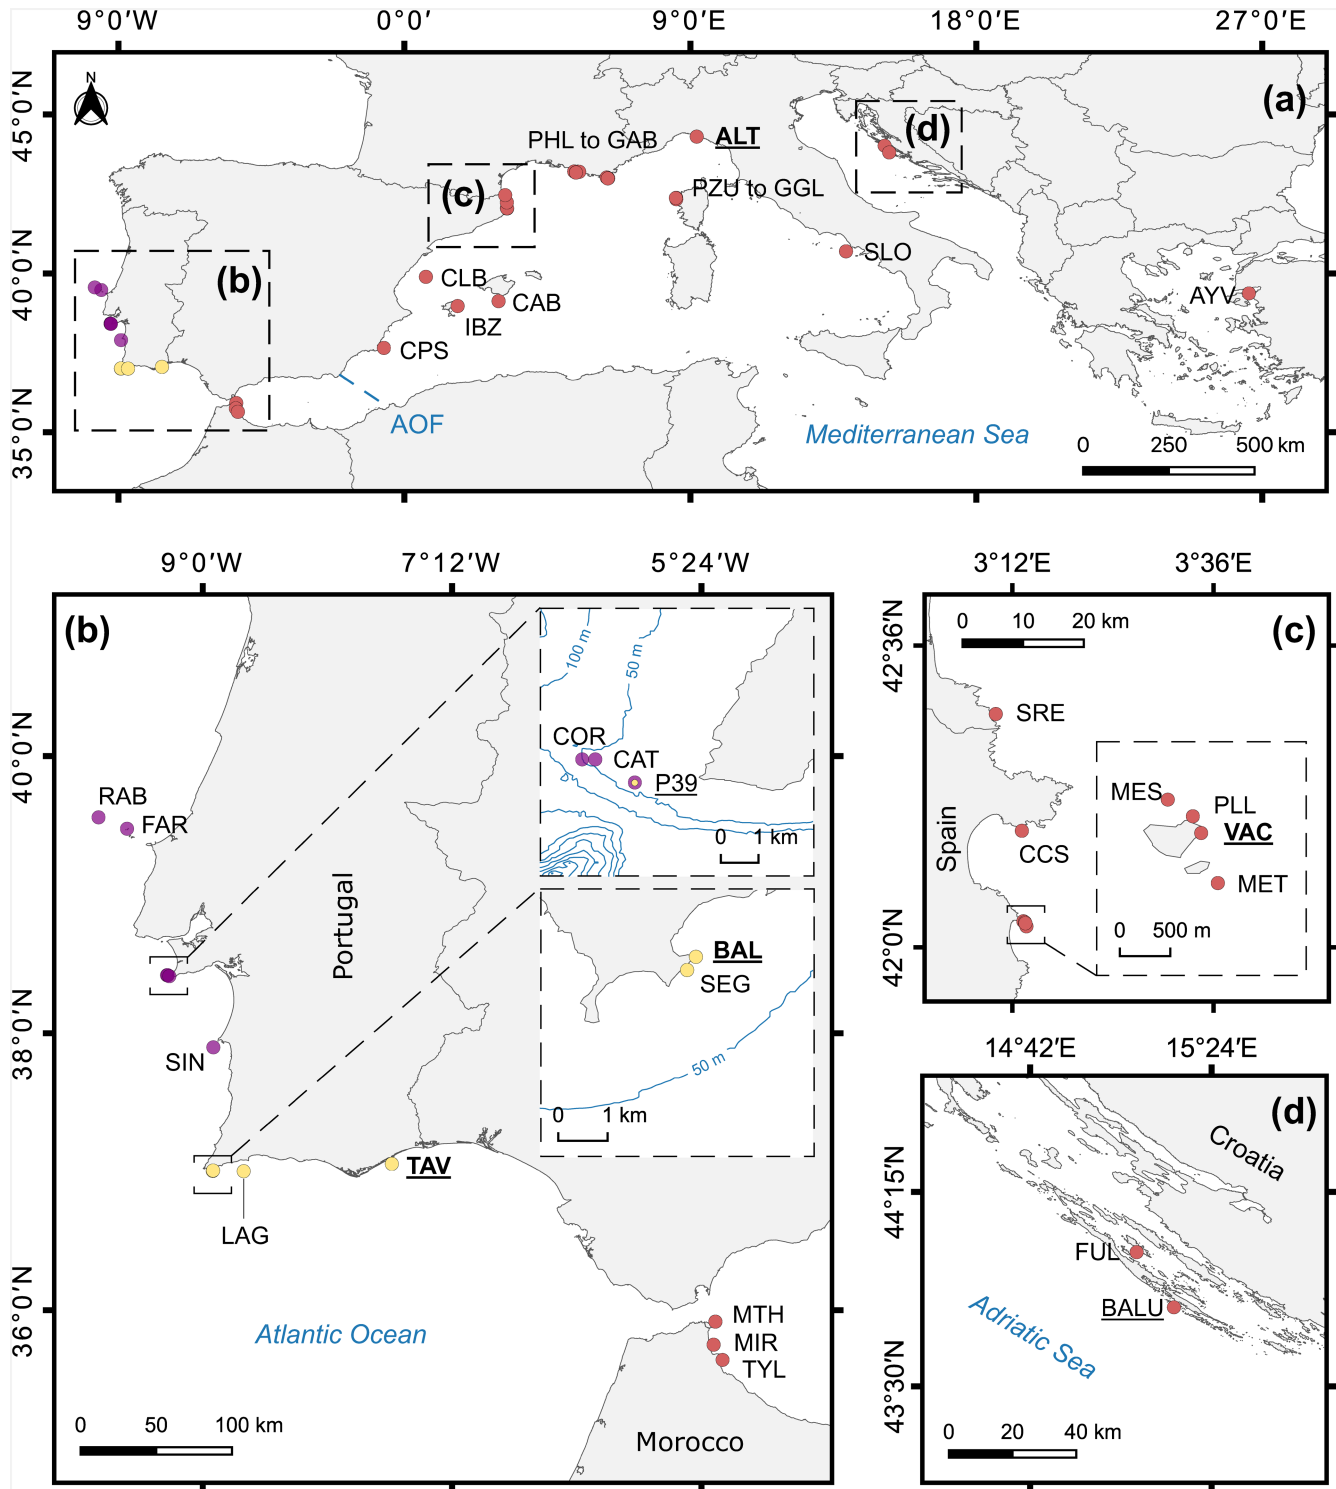 9°0′W 0°0′ 9°0′E 18°0′E 27°0′E
45°0′N
40°0′N
35°0′N
N
(a)
PHL to GAB
ALT
(d)
(c)
PZU to GGL
(b)
SLO
CLB
CAB
IBZ
AYV
CPS
AOF
Mediterranean Sea
0 250 500 km
9°0′W 7°12′W 5°24′W
40°0′N
38°0′N
36°0′N
(b)
100 m
50 m
COR
CAT
P39
0 1 km
RAB
FAR
Portugal
BAL
SEG
50 m
0 1 km
SIN
TAV
LAG
Atlantic Ocean
MTH
MIR
TYL
Morocco
0 50 100 km
3°12′E 3°36′E
42°36′N
42°0′N
0 10 20 km
(c)
SRE
Spain
MES
PLL
VAC
CCS
MET
0 500 m
14°42′E 15°24′E
44°15′N
43°30′N
(d)
Croatia
FUL
BALU
Adriatic Sea
0 20 40 km